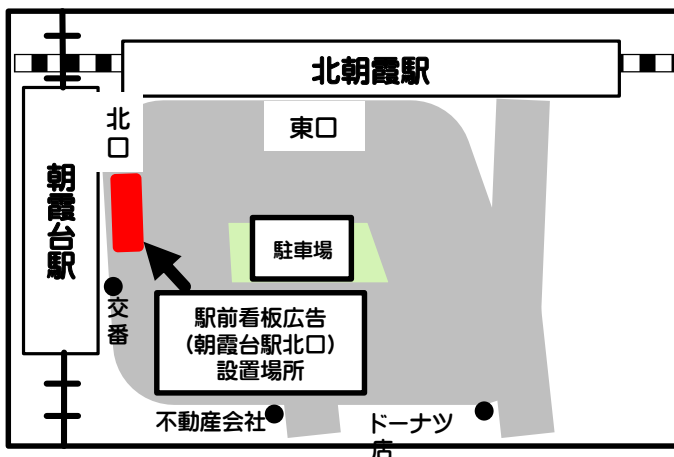 北朝霞駅
北
口
東口
朝
霞
台
駅
駐車場
交
番
駅前看板広告
(朝霞台駅北口)
設置場所
不動産会社
ドーナツ
店